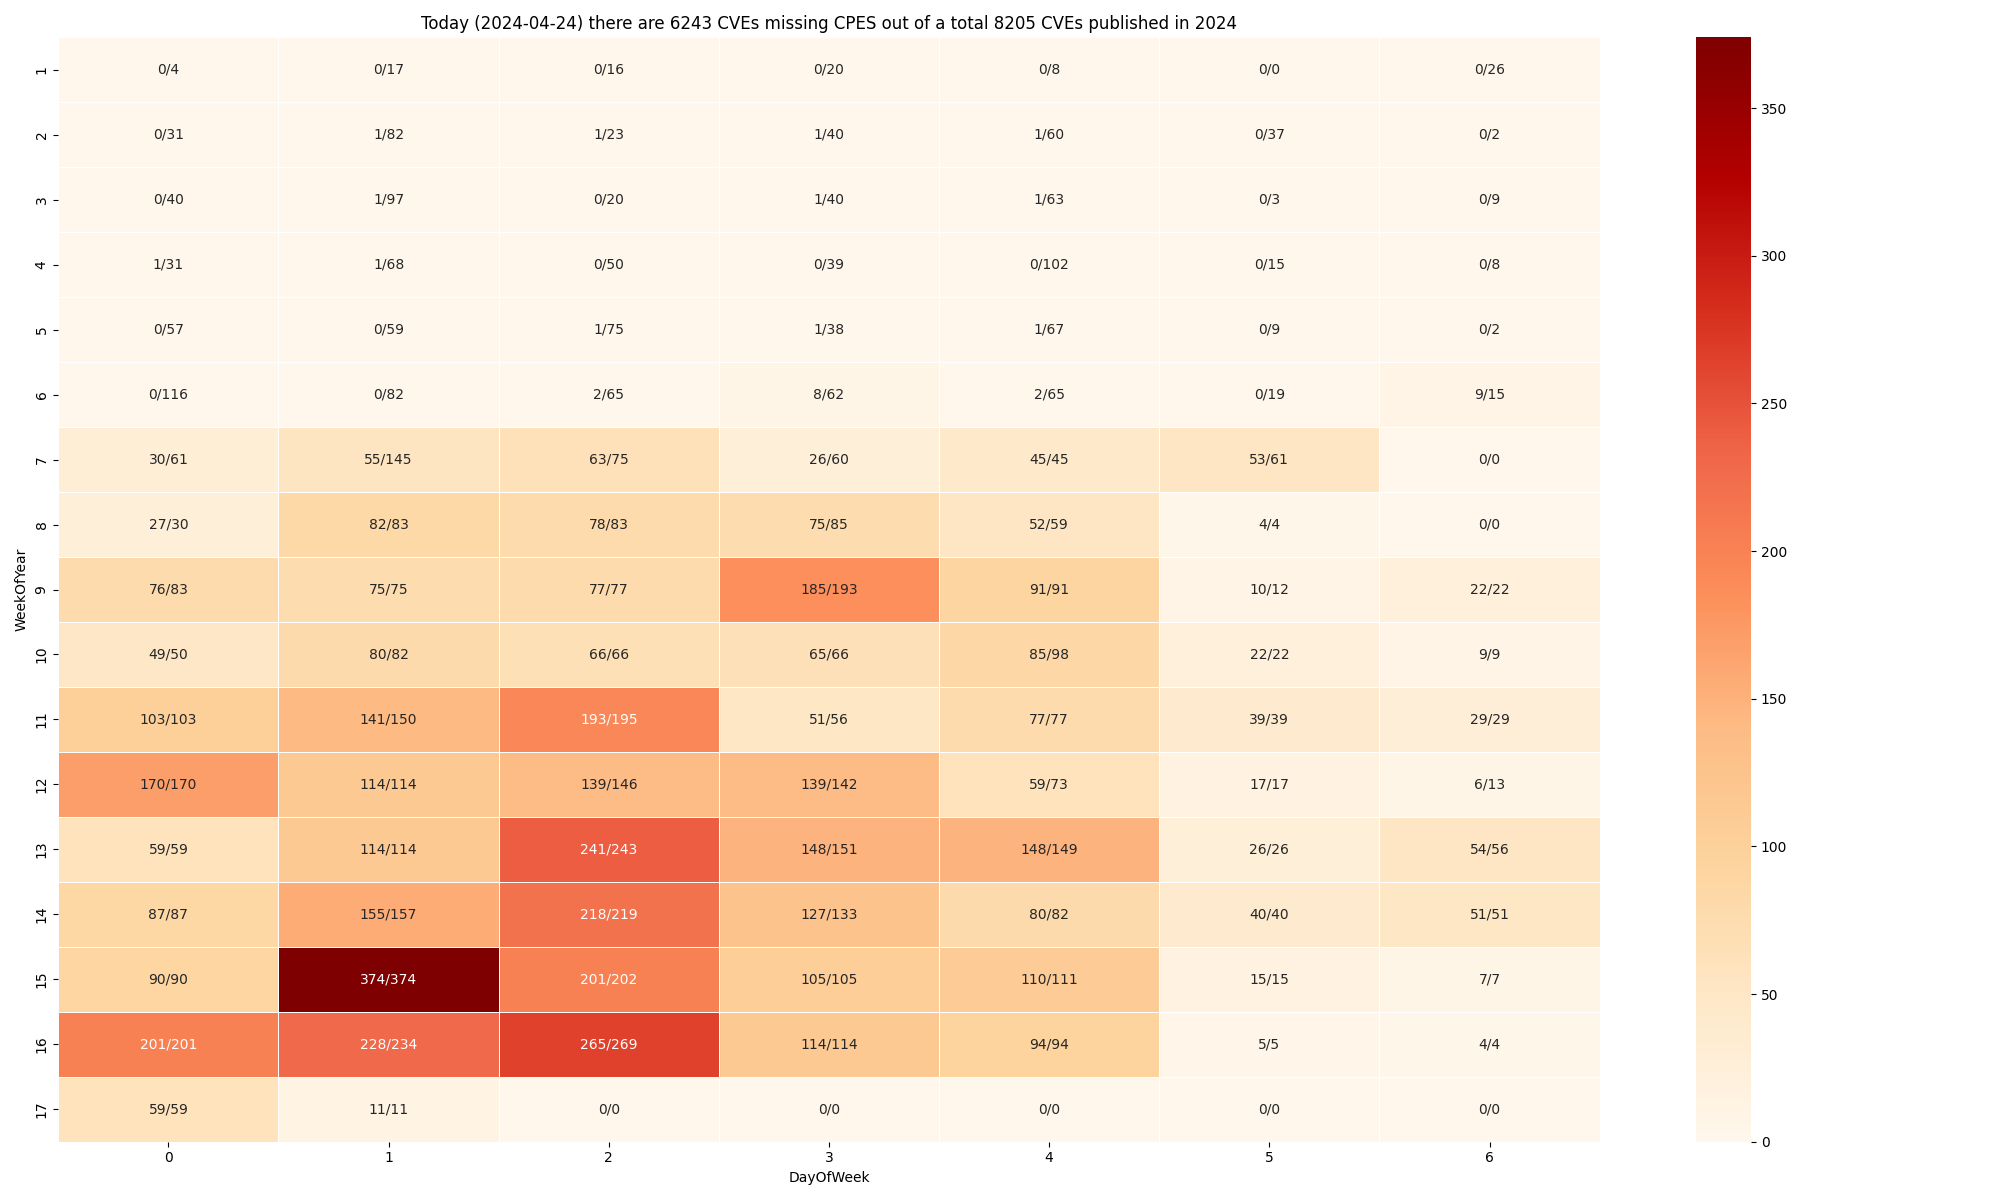 Today (2024-04-24) there are 6243 CVEs missing CPES out of a total 8205 CVEs published in 2024
WeekOfYear
1 0/4 0/17 0/16 0/20 0/8 0/0 0/26
2 0/31 1/82 1/23 1/40 1/60 0/37 0/2
3 0/40 1/97 0/20 1/40 1/63 0/3 0/9
4 1/31 1/68 0/50 0/39 0/102 0/15 0/8
5 0/57 0/59 1/75 1/38 1/67 0/9 0/2
6 0/116 0/82 2/65 8/62 2/65 0/19 9/15
7 30/61 55/145 63/75 26/60 45/45 53/61 0/0
8 27/30 82/83 78/83 75/85 52/59 4/4 0/0
9 76/83 75/75 77/77 185/193 91/91 10/12 22/22
10 49/50 80/82 66/66 65/66 85/98 22/22 9/9
11 103/103 141/150 193/195 51/56 77/77 39/39 29/29
12 170/170 114/114 139/146 139/142 59/73 17/17 6/13
13 59/59 114/114 241/243 148/151 148/149 26/26 54/56
14 87/87 155/157 218/219 127/133 80/82 40/40 51/51
15 90/90 374/374 201/202 105/105 110/111 15/15 7/7
16 201/201 228/234 265/269 114/114 94/94 5/5 4/4
17 59/59 11/11 0/0 0/0 0/0 0/0 0/0
0 1 2 3 4 5 6
DayOfWeek
350
300
250
200
150
100
50
0